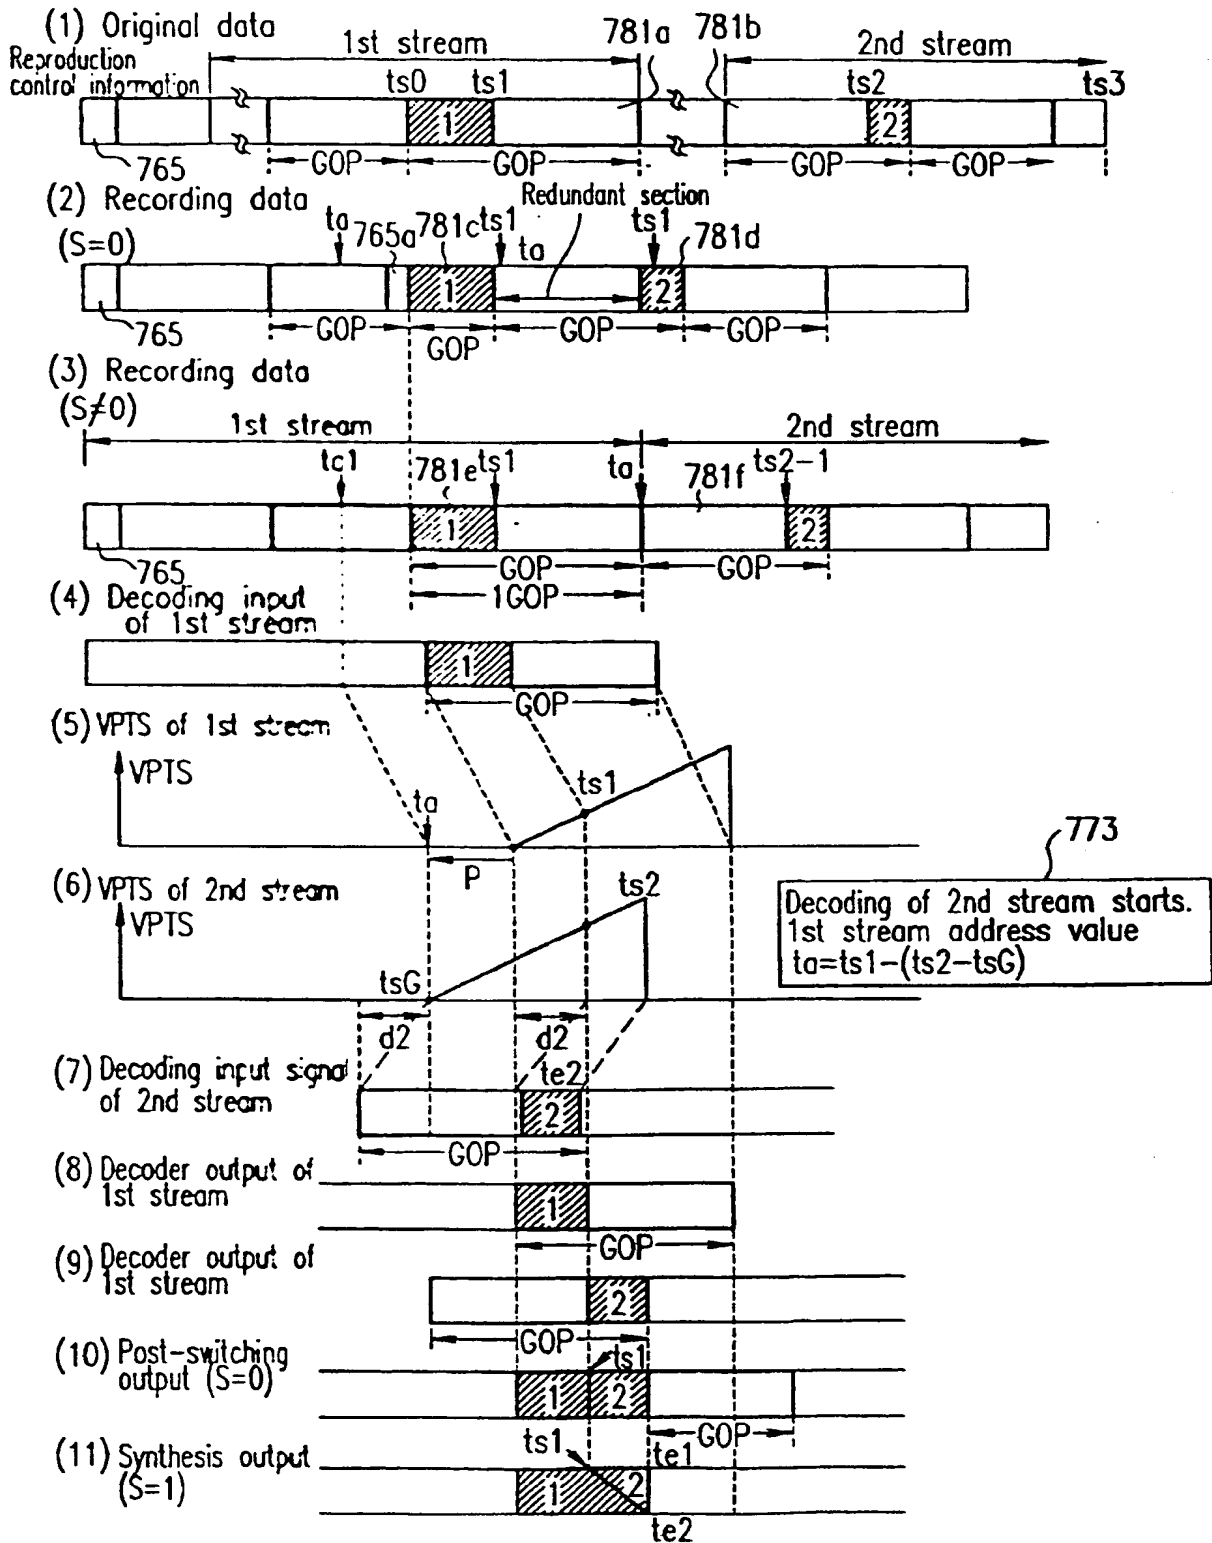 (1) Original data
Reproduction
control information
1st stream
781a
781b
2nd stream
ts0
ts1
ts2
ts3
1
2
765
GOP
GOP
GOP
GOP
(2) Recording data
(S=0)
Redundant section
ta
765a
781c
ts1
ta
ts1
781d
1
2
765
GOP
GOP
GOP
GOP
(3) Recording data
(S≠0)
1st stream
2nd stream
tc1
781e
ts1
ta
781f
ts2-1
1
2
765
GOP
GOP
1GOP
(4) Decoding input
of 1st stream
1
GOP
(5) VPTS of 1st stream
VPTS
ta
ts1
P
773
(6) VPTS of 2nd stream
VPTS
ts2
tsG
Decoding of 2nd stream starts.
1st stream address value
ta=ts1-(ts2-tsG)
d2
d2
(7) Decoding input signal
of 2nd stream
te2
2
GOP
(8) Decoder output of
1st stream
1
GOP
(9) Decoder output of
1st stream
2
GOP
(10) Post-switching
output (S=0)
ts1
1
2
GOP
(11) Synthesis output
(S=1)
ts1
te1
1
2
te2